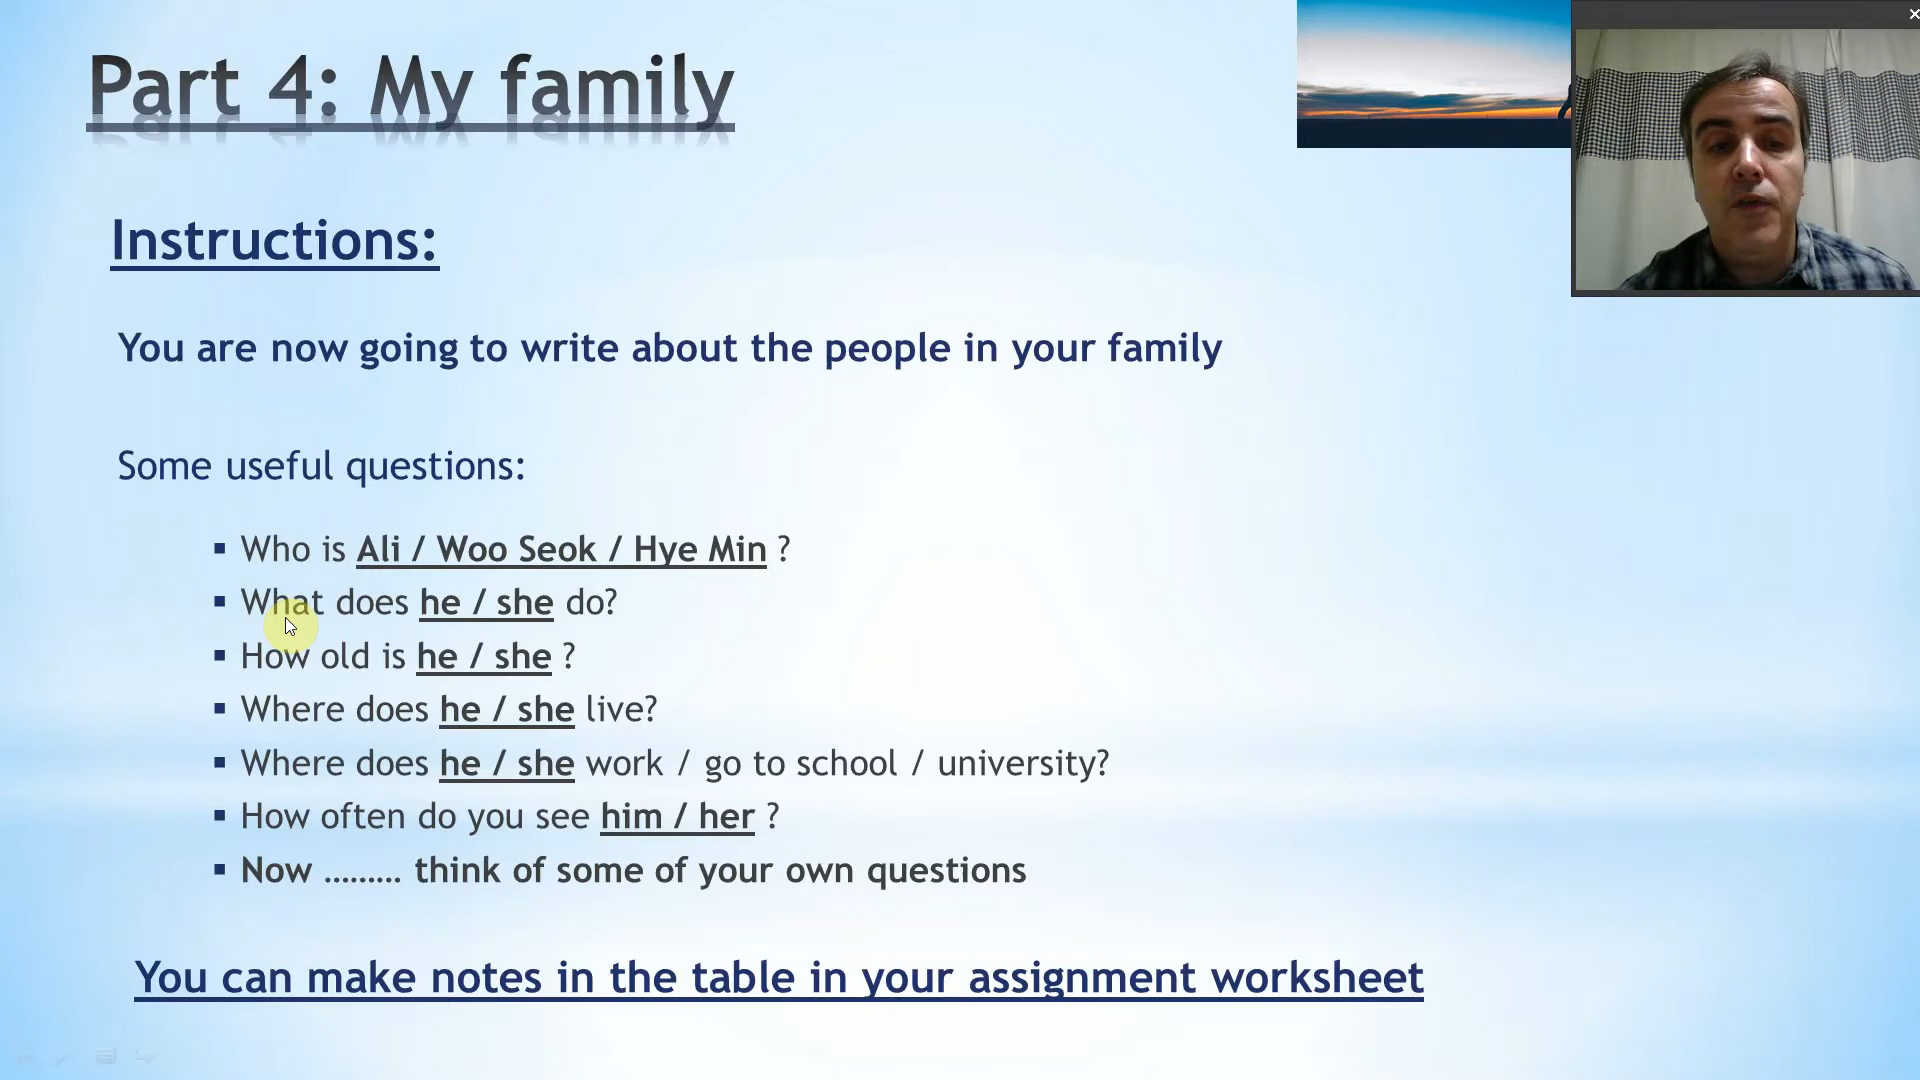 Part 4: My family
Instructions:
You are now going to write about the people in your family
Some useful questions:
▪ Who is Ali / Woo Seok / Hye Min ?
▪ What does he / she do?
▪ How old is he / she ?
▪ Where does he / she live?
▪ Where does he / she work / go to school / university?
▪ How often do you see him / her ?
▪ Now ……… think of some of your own questions
You can make notes in the table in your assignment worksheet